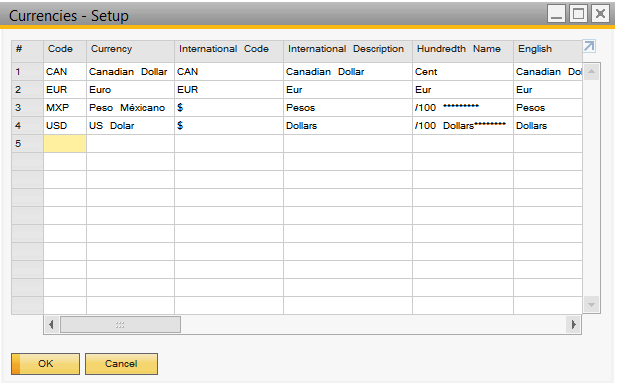 Currencies - Setup
# Code Currency International Code International Description Hundredth Name English
1 CAN Canadian Dollar CAN Canadian Dollar Cent Canadian Dol
2 EUR Euro EUR Eur Eur Eur
3 MXP Peso Méxicano $ Pesos /100 ********* Pesos
4 USD US Dolar $ Dollars /100 Dollars******** Dollars
5
OK Cancel